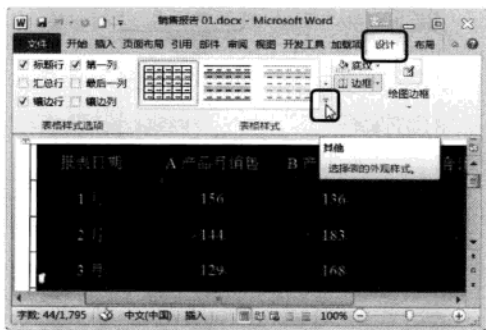 销售报告 01.docx - Microsoft Word
文件 开始 插入 页面布局 引用 邮件 审阅 视图 开发工具 加载项 设计 布局
标题行 第一列 底纹
汇总行 最后一列 边框
镶边行 镶边列 绘图边框
表格样式选项 表格样式
其他
选择表的外观样式。
报表日期 A 产品月销售 B 产
1 月 156 136
2 月 144 183
3 月 129 168
字数: 44/1,795 中文(中国) 插入 100%